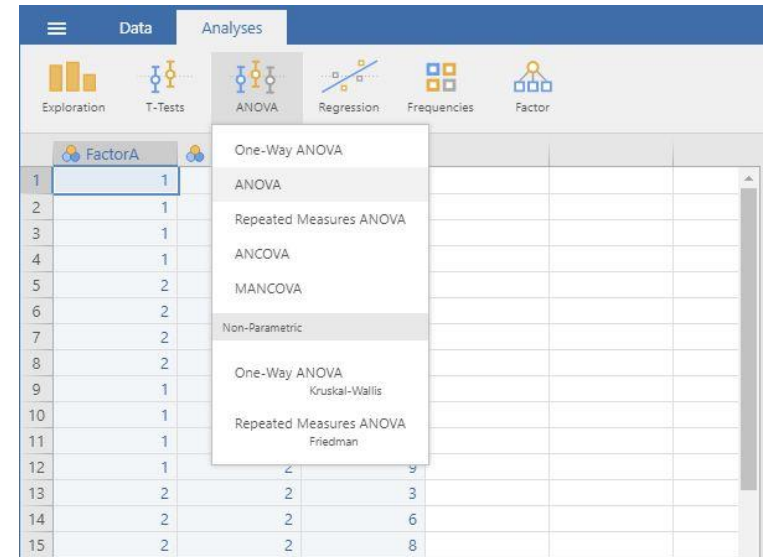 Data Analyses
Exploration T-Tests ANOVA Regression Frequencies Factor
FactorA
One-Way ANOVA
ANOVA
Repeated Measures ANOVA
ANCOVA
MANCOVA
Non-Parametric
One-Way ANOVA
Kruskal-Wallis
Repeated Measures ANOVA
Friedman
1 1
2 1
3 1
4 1
5 2
6 2
7 2
8 2
9 1
10 1
11 1
12 1 2 9
13 2 2 3
14 2 2 6
15 2 2 8